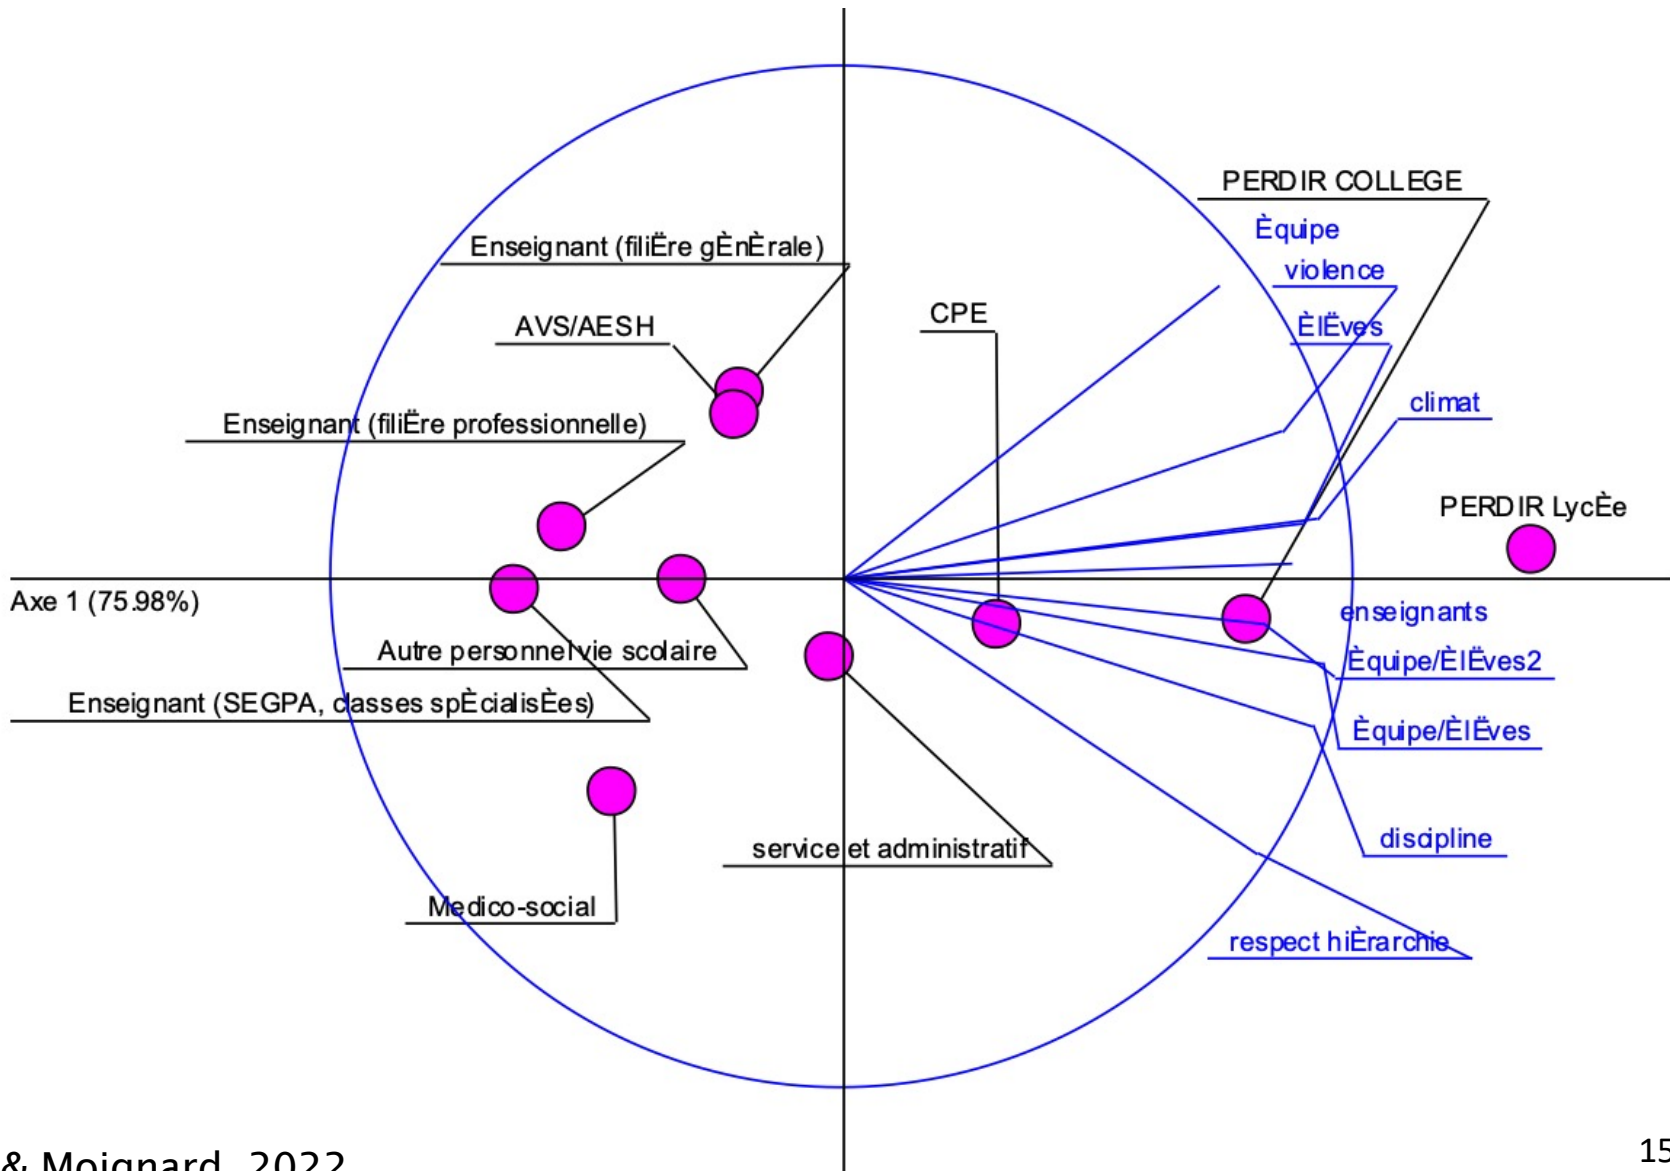 PERDIR COLLEGE
Èquipe
Enseignant (filiËre gÈnÈrale)
violence
CPE
AVS/AESH
ÈlËves
climat
Enseignant (filiËre professionnelle)
PERDIR LycÈe
Axe 1 (75.98%)
enseignants
Autre personnel vie scolaire
Èquipe/ÈlËves2
Enseignant (SEGPA, classes spÈcialisÈes)
Èquipe/ÈlËves
discipline
service et administratif
Medico-social
respect hiÈrarchie
& Moignard, 2022
15